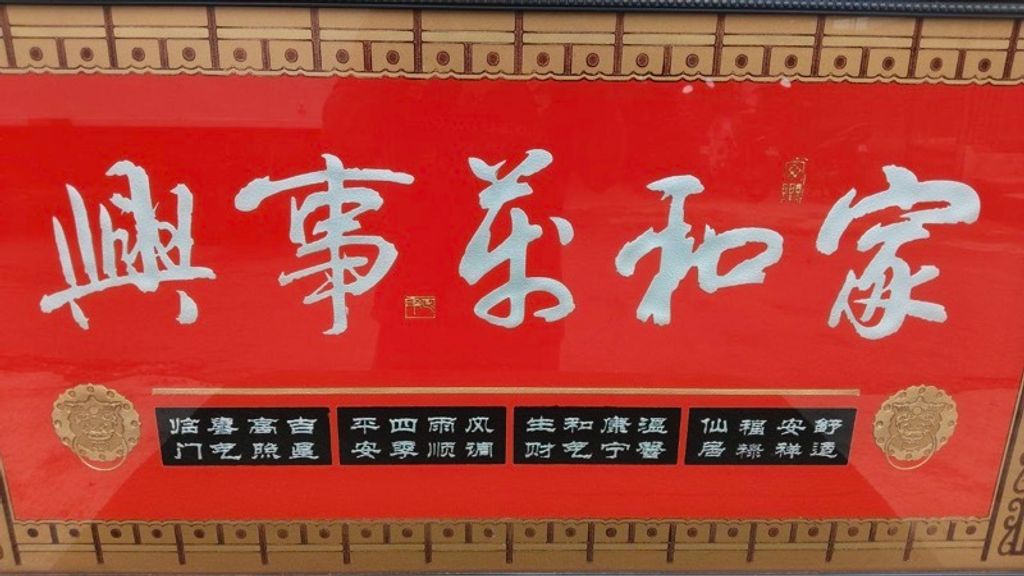 家和萬事興
舒适安祥福禄仙居
温馨康宁和气生财
风调雨顺四季平安
吉星高照喜气临门